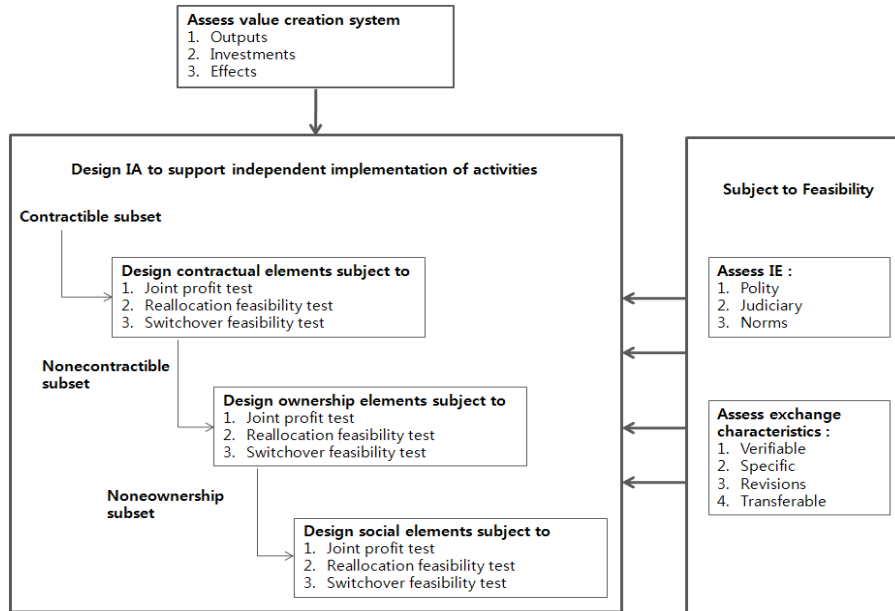 Assess value creation system
1. Outputs
2. Investments
3. Effects
Design IA to support independent implementation of activities
Contractible subset
Design contractual elements subject to
1. Joint profit test
2. Reallocation feasibility test
3. Switchover feasibility test
Nonecontractible
subset
Design ownership elements subject to
1. Joint profit test
2. Reallocation feasibility test
3. Switchover feasibility test
Noneownership
subset
Design social elements subject to
1. Joint profit test
2. Reallocation feasibility test
3. Switchover feasibility test
Subject to Feasibility
Assess IE :
1. Polity
2. Judiciary
3. Norms
Assess exchange
characteristics :
1. Verifiable
2. Specific
3. Revisions
4. Transferable